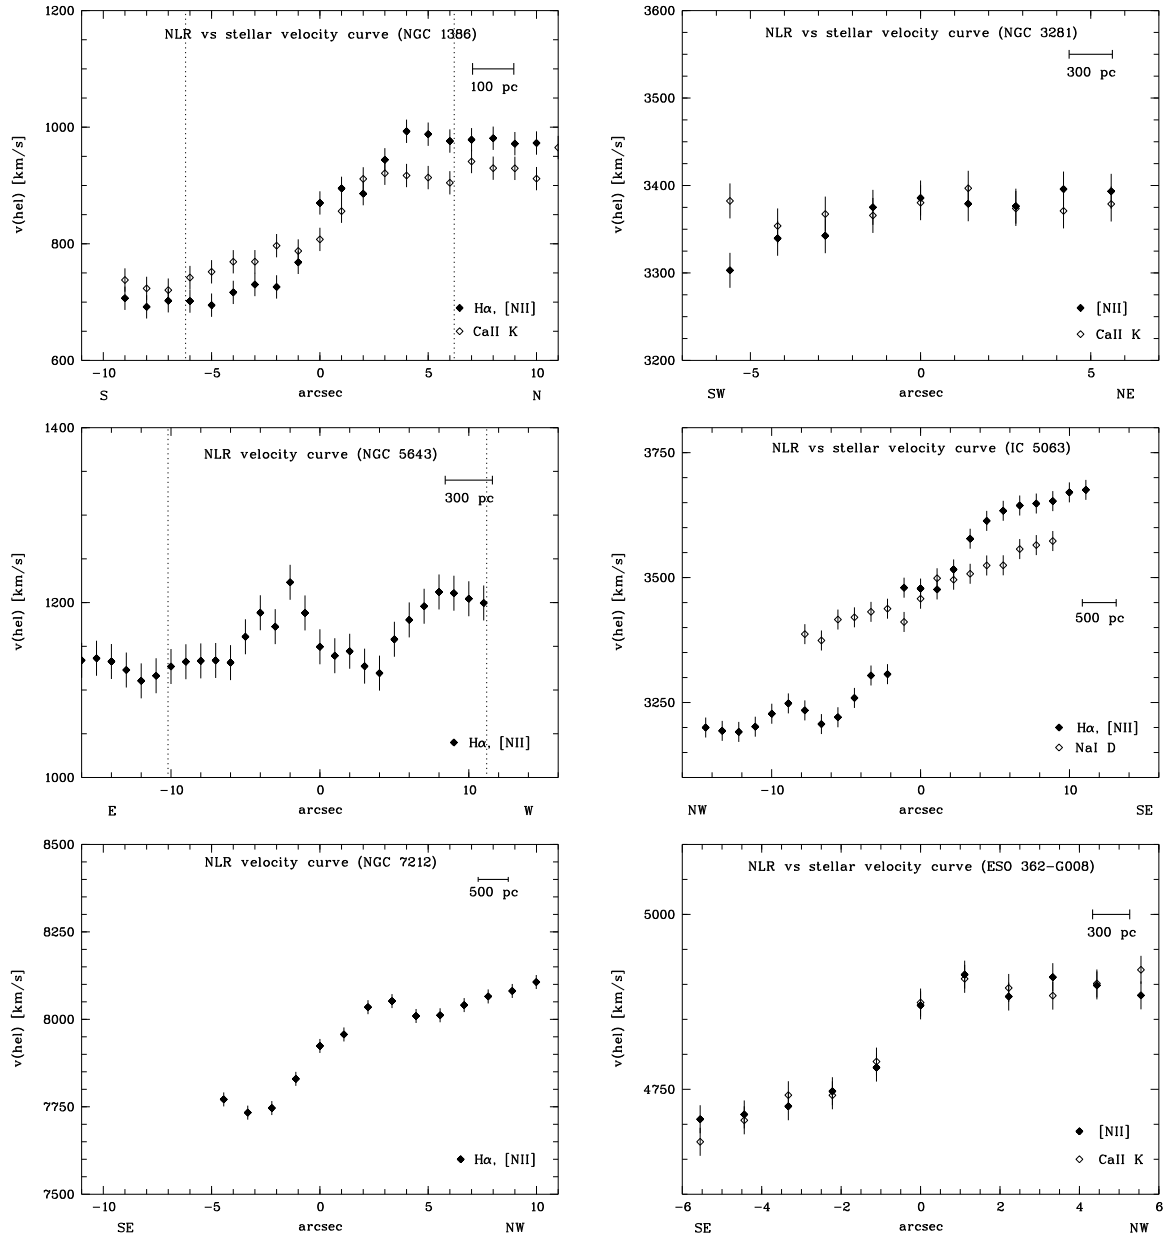 NLR vs stellar velocity curve (NGC 1386)
100 pc
1200
1000
800
600
v(hel) [km/s]
Hα, [NII]
CaII K
−10
−5
0
5
10
S
arcsec
N
NLR vs stellar velocity curve (NGC 3281)
300 pc
3600
3500
3400
3300
3200
v(hel) [km/s]
[NII]
CaII K
−5
0
5
SW
arcsec
NE
NLR velocity curve (NGC 5643)
300 pc
1400
1200
1000
v(hel) [km/s]
Hα, [NII]
−10
0
10
E
arcsec
W
NLR vs stellar velocity curve (IC 5063)
500 pc
3750
3500
3250
v(hel) [km/s]
Hα, [NII]
NaI D
−10
0
10
NW
arcsec
SE
NLR velocity curve (NGC 7212)
500 pc
8500
8250
8000
7750
7500
v(hel) [km/s]
Hα, [NII]
−10
−5
0
5
10
SE
arcsec
NW
NLR vs stellar velocity curve (ESO 362−G008)
300 pc
5000
4750
v(hel) [km/s]
[NII]
CaII K
−6
−4
−2
0
2
4
6
SE
arcsec
NW